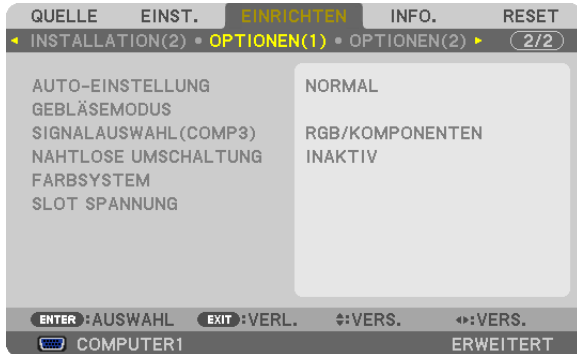 QUELLE EINST. EINRICHTEN INFO. RESET
INSTALLATION(2) • OPTIONEN(1) • OPTIONEN(2) 2/2
AUTO-EINSTELLUNG NORMAL
GEBLÄSEMODUS
SIGNALAUSWAHL(COMP3) RGB/KOMPONENTEN
NAHTLOSE UMSCHALTUNG INAKTIV
FARBSYSTEM
SLOT SPANNUNG
ENTER :AUSWAHL EXIT :VERL. :VERS. :VERS.
COMPUTER1 ERWEITERT